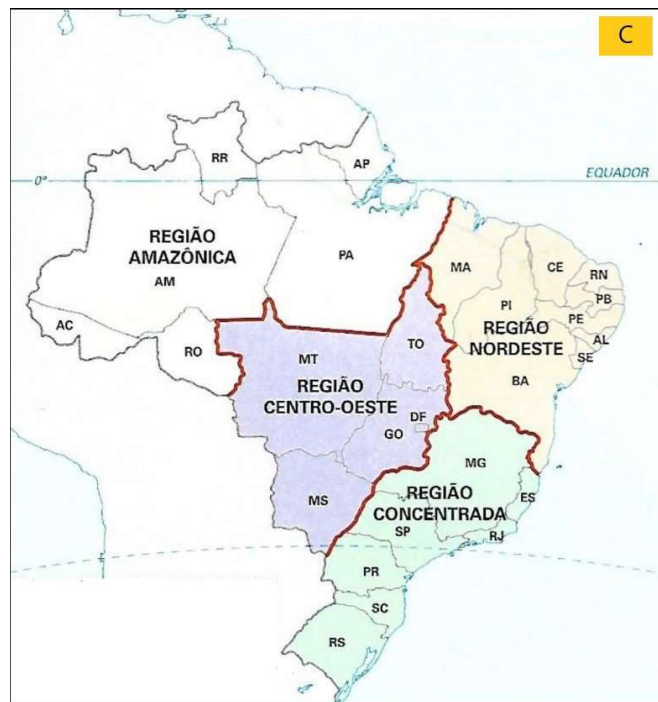 C
RR
AP
EQUADOR
0°
REGIÃO
AMAZÔNICA
AM
PA
MA
CE
RN
PB
PI
PE
AL
SE
REGIÃO
NORDESTE
BA
AC
RO
MT
TO
REGIÃO
CENTRO-OESTE
DF
GO
MS
MG
ES
REGIÃO
CONCENTRADA
SP
RJ
PR
SC
RS